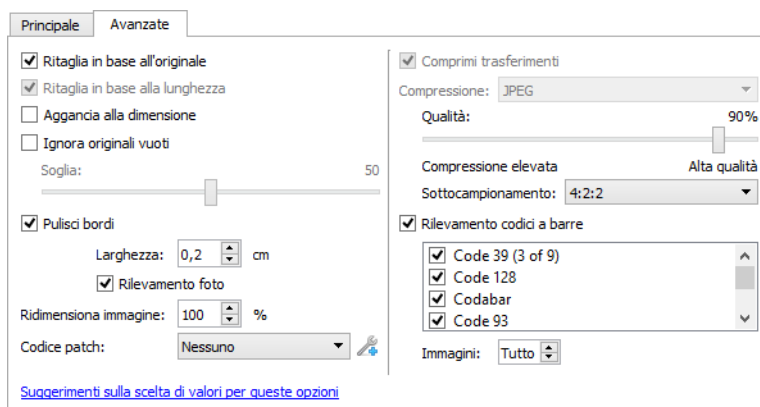 Principale Avanzate
Ritaglia in base all'originale
Ritaglia in base alla lunghezza
Aggancia alla dimensione
Ignora originali vuoti
Soglia: 50
Pulisci bordi
Larghezza: 0,2 cm
Rilevamento foto
Ridimensiona immagine: 100 %
Codice patch: Nessuno
Suggerimenti sulla scelta di valori per queste opzioni
Comprimi trasferimenti
Compressione: JPEG
Qualità: 90%
Compressione elevata Alta qualità
Sottocampionamento: 4:2:2
Rilevamento codici a barre
Code 39 (3 of 9)
Code 128
Codabar
Code 93
Immagini: Tutto